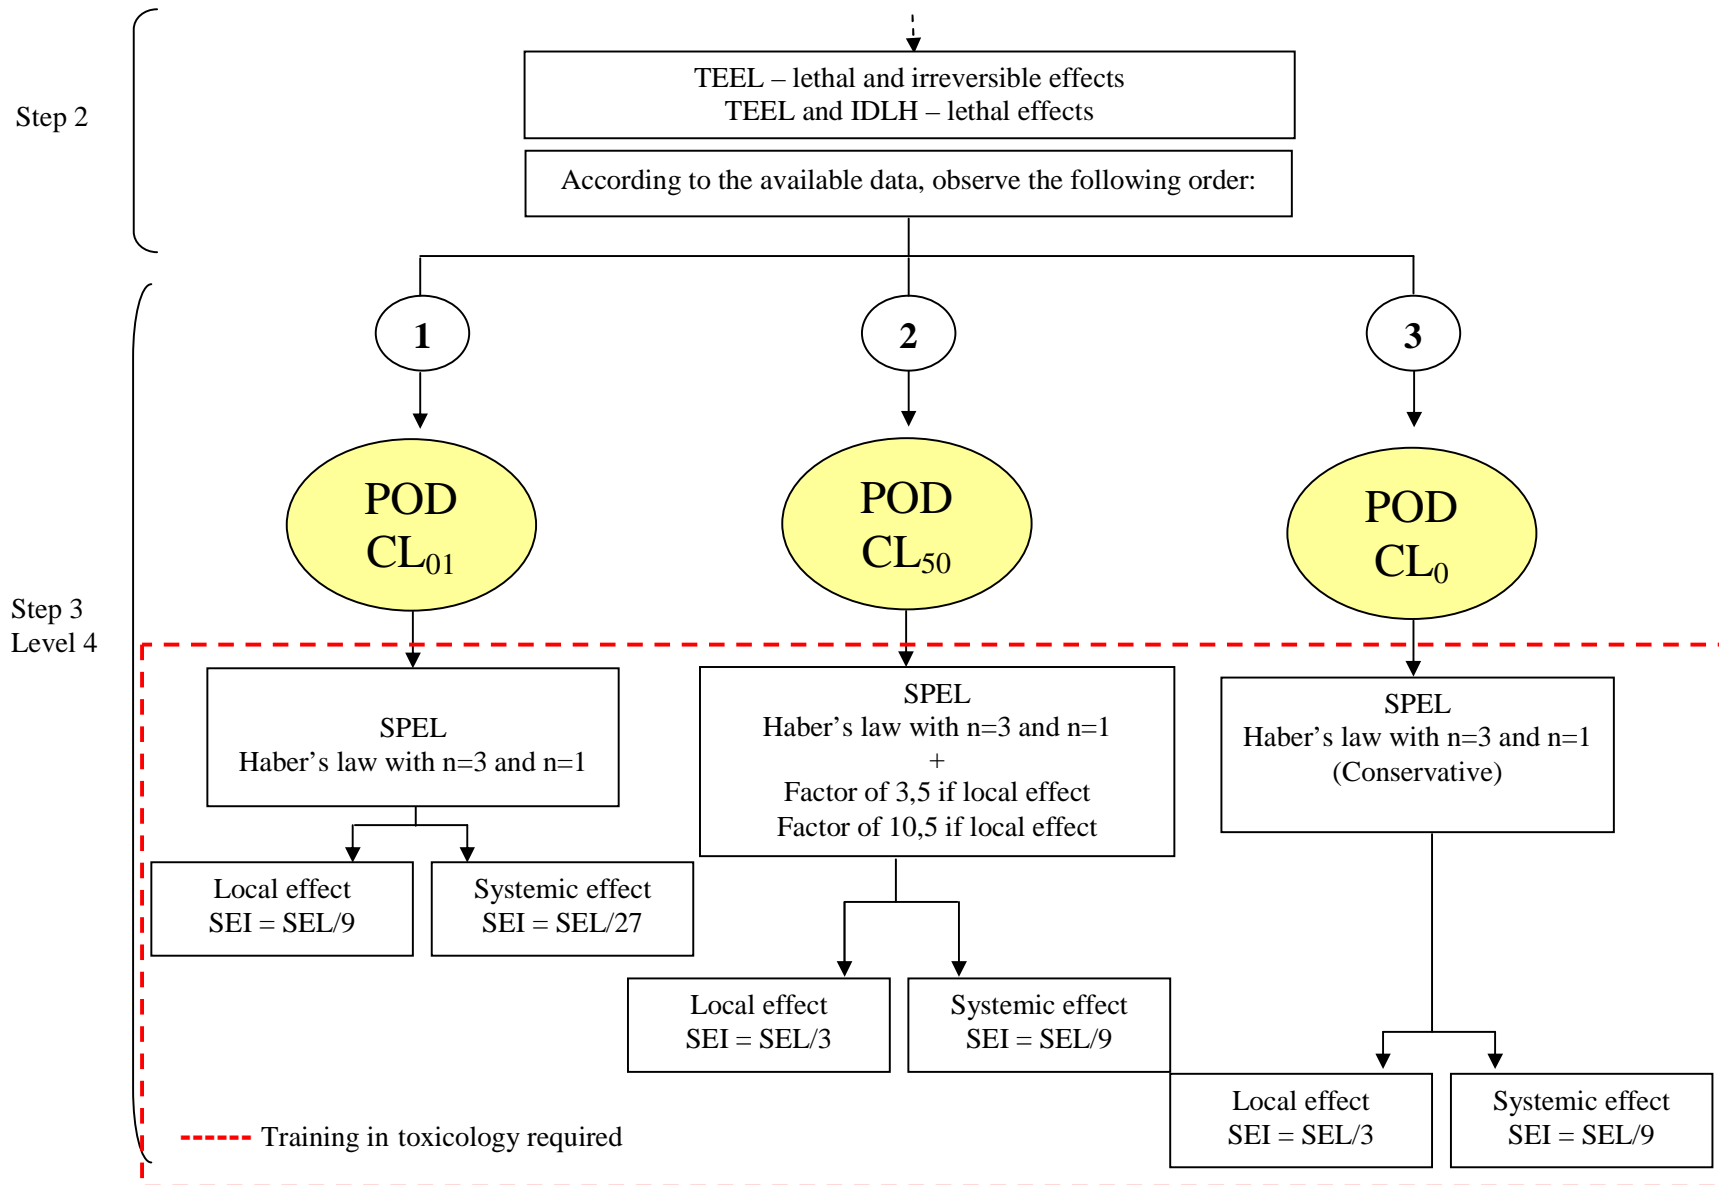 Step 2
TEEL – lethal and irreversible effects
TEEL and IDLH – lethal effects
According to the available data, observe the following order:
1
2
3
POD
CL01
POD
CL50
POD
CL0
Step 3
Level 4
SPEL
Haber’s law with n=3 and n=1
SPEL
Haber’s law with n=3 and n=1
+
Factor of 3,5 if local effect
Factor of 10,5 if local effect
SPEL
Haber’s law with n=3 and n=1
(Conservative)
Local effect
SEI = SEL/9
Systemic effect
SEI = SEL/27
Local effect
SEI = SEL/3
Systemic effect
SEI = SEL/9
Local effect
SEI = SEL/3
Systemic effect
SEI = SEL/9
Training in toxicology required